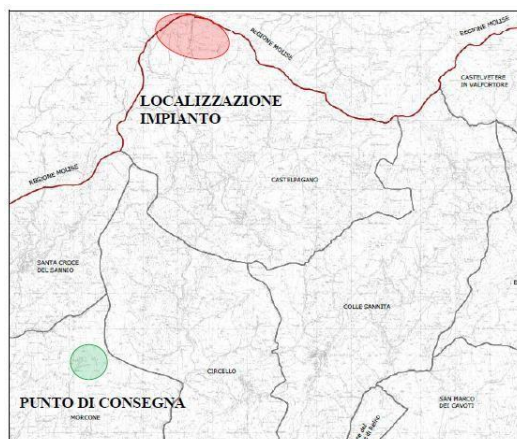 REGIONE MOLISE
REGIONE MOLISE
CASTELVETERE
IN VALFORTORE
LOCALIZZAZIONE
IMPIANTO
REGIONE MOLISE
CASTELPAGANO
SANTA CROCE
DEL SANNIO
COLLE SANNITA
CIRCELLO
PUNTO DI CONSEGNA
MORCONE
SAN MARCO
DEI CAVOTI